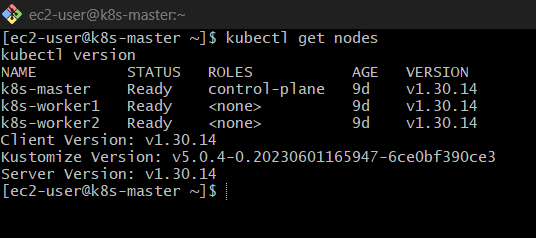 ec2-user@k8s-master:~
[ec2-user@k8s-master ~]$ kubectl get nodes
kubectl version
NAME          STATUS   ROLES           AGE   VERSION
k8s-master    Ready    control-plane   9d    v1.30.14
k8s-worker1   Ready    <none>          9d    v1.30.14
k8s-worker2   Ready    <none>          9d    v1.30.14
Client Version: v1.30.14
Kustomize Version: v5.0.4-0.20230601165947-6ce0bf390ce3
Server Version: v1.30.14
[ec2-user@k8s-master ~]$